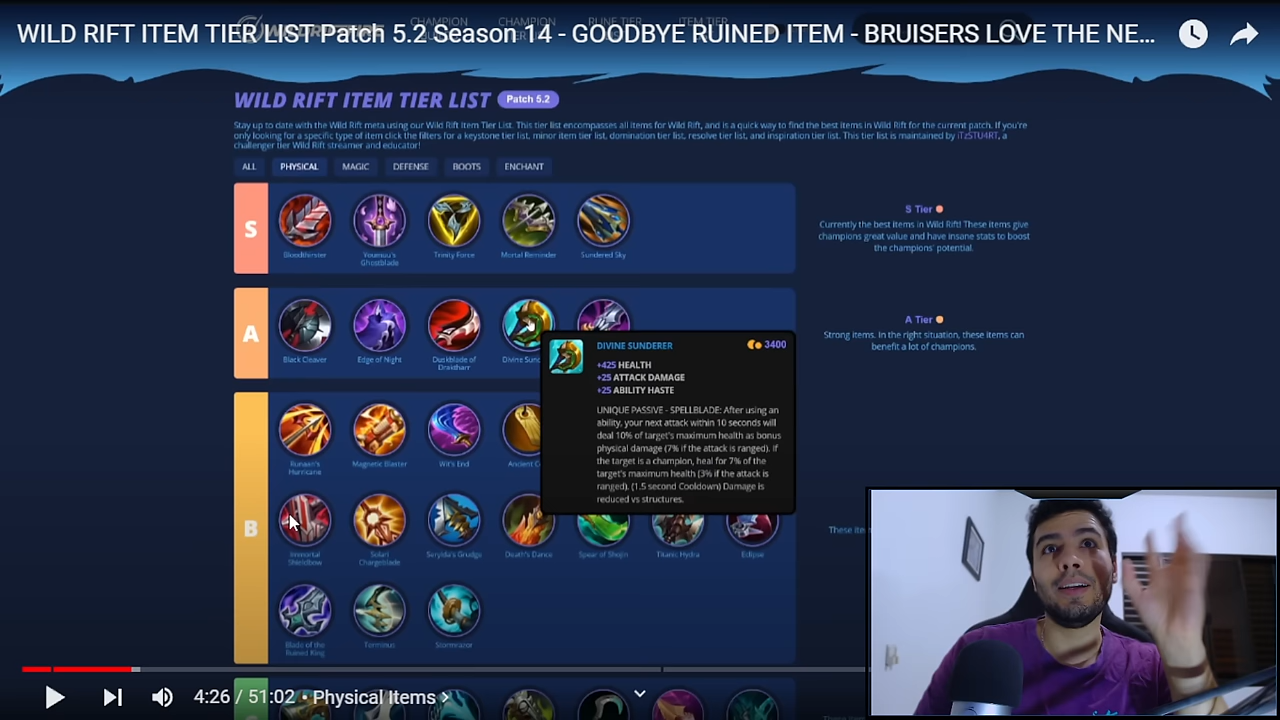 WILD RIFT ITEM TIER LIST Patch 5.2 Season 14 - GOODBYE RUINED ITEM - BRUISERS LOVE THE NE...
CHAMPION CHAMPION RUNE TIER ITEM TIER
WILD RIFT ITEM TIER LIST Patch 5.2
Stay up to date with the Wild Rift meta using our Wild Rift Item Tier List. This tier list encompasses all items for Wild Rift, and is a quick way to find the best items in Wild Rift for the current patch. If you're
only looking for a specific type of item click the filters for a keystone tier list, minor item tier list, domination tier list, resolve tier list, and inspiration tier list. This tier list is maintained by iTzSTU4RT, a
challenger tier Wild Rift streamer and educator!
ALL PHYSICAL MAGIC DEFENSE BOOTS ENCHANT
S
Bloodthirster Youmuu's Trinity Force Mortal Reminder Sundered Sky
Ghostblade
S Tier
Currently the best items in Wild Rift! These items give
champions great value and have insane stats to boost
the champions' potential.
A
Black Cleaver Edge of Night Duskblade of Divine Sund
Draktharr
A Tier
Strong items. In the right situation, these items can
benefit a lot of champions.
DIVINE SUNDERER 3400
+425 HEALTH
+25 ATTACK DAMAGE
+25 ABILITY HASTE
UNIQUE PASSIVE - SPELLBLADE: After using an
ability, your next attack within 10 seconds will
deal 10% of target's maximum health as bonus
physical damage (7% if the attack is ranged). If
the target is a champion, heal for 7% of the
target's maximum health (3% if the attack is
ranged). (1.5 second Cooldown) Damage is
reduced vs structures.
B
Runaan's Magnetic Blaster Wit's End Ancient C
Hurricane
Immortal Solari Serylda's Grudge Death's Dance Spear of Shojin Titanic Hydra Eclipse
Shieldbow Chargeblade
These ite
Blade of the Terminus Stormrazor
Ruined King
4:26 / 51:02 • Physical Items